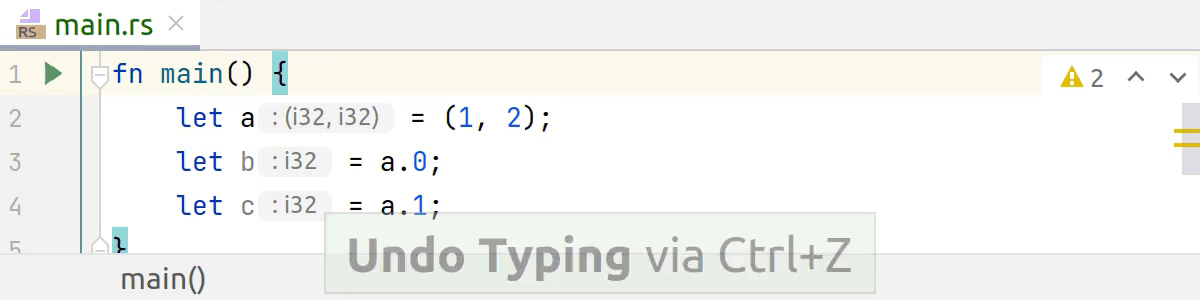 RS main.rs ×
1 fn main() { 2
2 let a : (i32, i32) = (1, 2);
3 let b : i32 = a.0;
4 let c : i32 = a.1;
5 }
Undo Typing via Ctrl+Z
main()